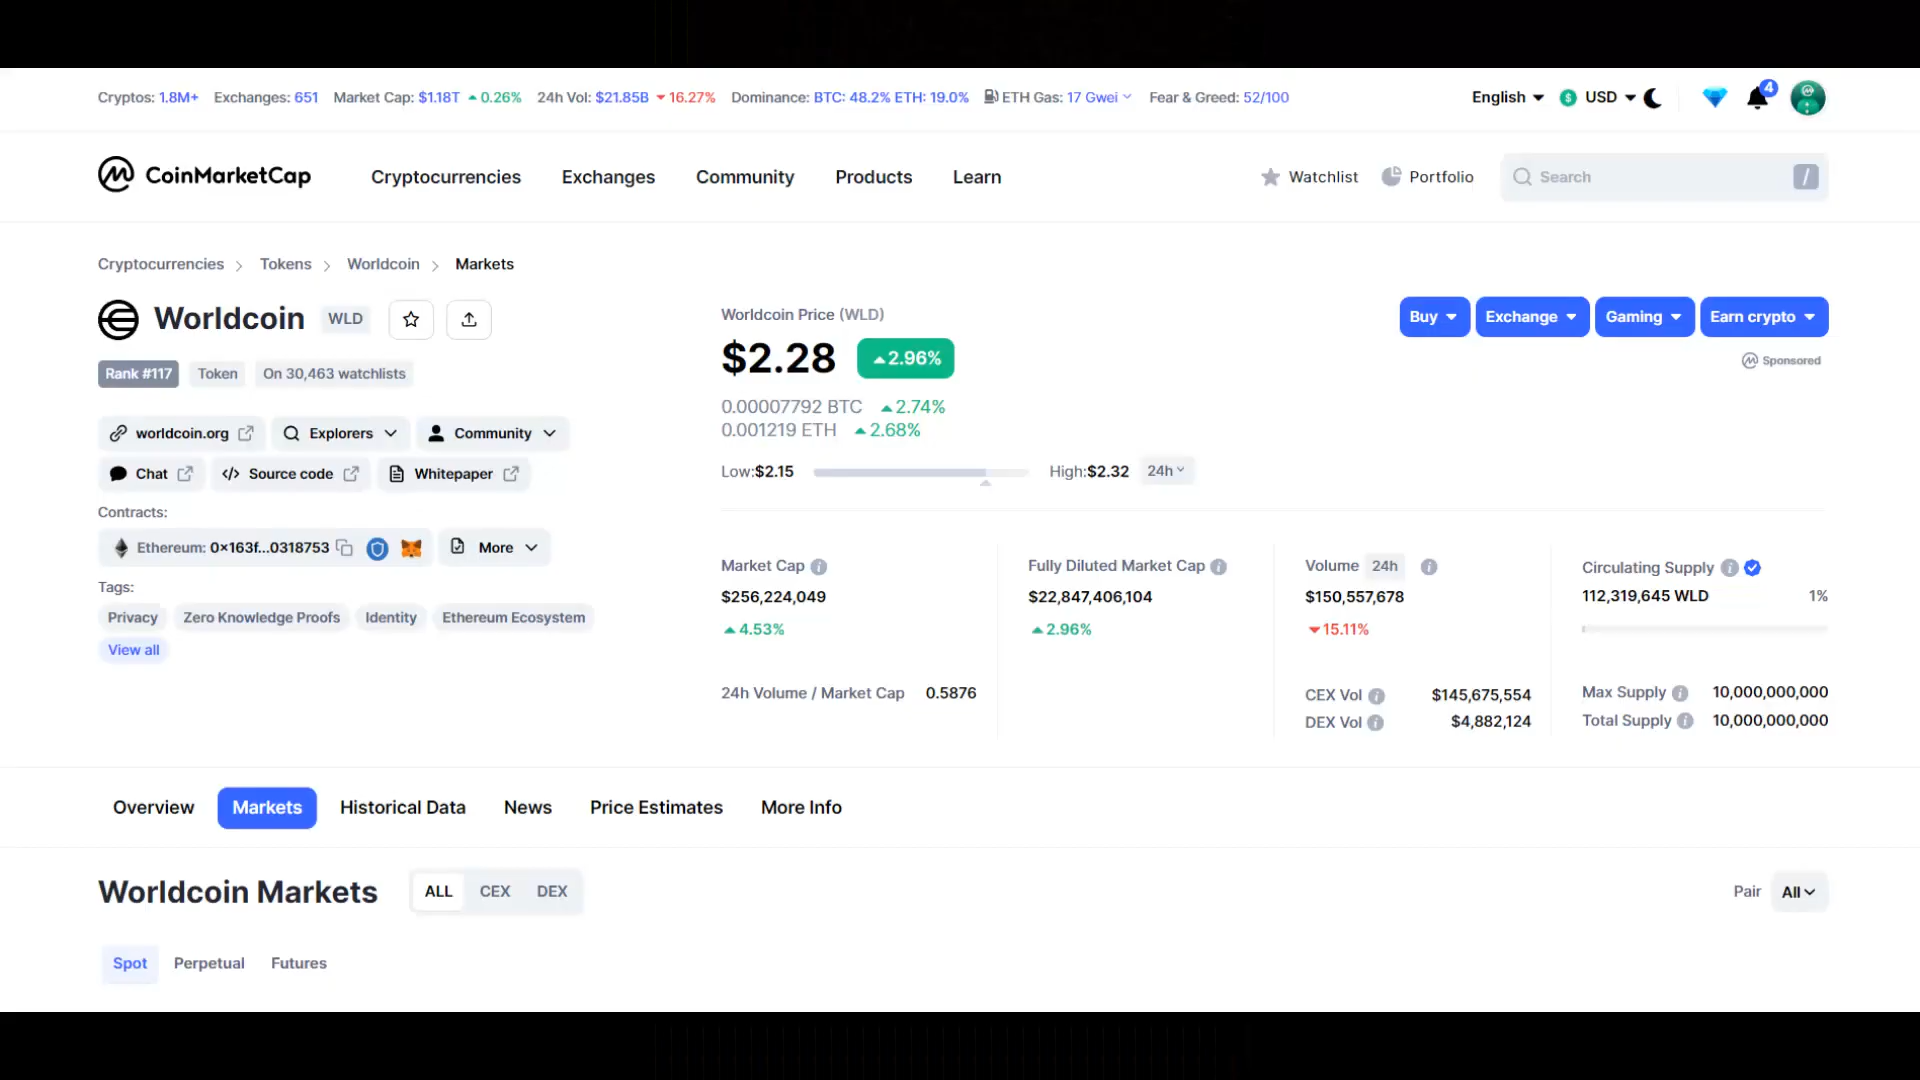 Cryptos: 1.8M+ Exchanges: 651 Market Cap: $1.18T 0.26% 24h Vol: $21.85B 16.27% Dominance: BTC: 48.2% ETH: 19.0% ETH Gas: 17 Gwei Fear & Greed: 52/100 English USD 4
CoinMarketCap Cryptocurrencies Exchanges Community Products Learn Watchlist Portfolio Search /
Cryptocurrencies > Tokens > Worldcoin > Markets
Worldcoin WLD
Rank #117 Token On 30,463 watchlists
worldcoin.org Explorers Community
Chat Source code Whitepaper
Contracts:
Ethereum: 0x163f...0318753 More
Tags:
Privacy Zero Knowledge Proofs Identity Ethereum Ecosystem
View all
Worldcoin Price (WLD)
$2.28 2.96%
0.00007792 BTC 2.74%
0.001219 ETH 2.68%
Low:$2.15 High:$2.32 24h
Buy Exchange Gaming Earn crypto
Sponsored
Market Cap
$256,224,049
4.53%
24h Volume / Market Cap 0.5876
Fully Diluted Market Cap
$22,847,406,104
2.96%
Volume 24h
$150,557,678
15.11%
CEX Vol $145,675,554
DEX Vol $4,882,124
Circulating Supply
112,319,645 WLD 1%
Max Supply 10,000,000,000
Total Supply 10,000,000,000
Overview Markets Historical Data News Price Estimates More Info
Worldcoin Markets ALL CEX DEX Pair All
Spot Perpetual Futures